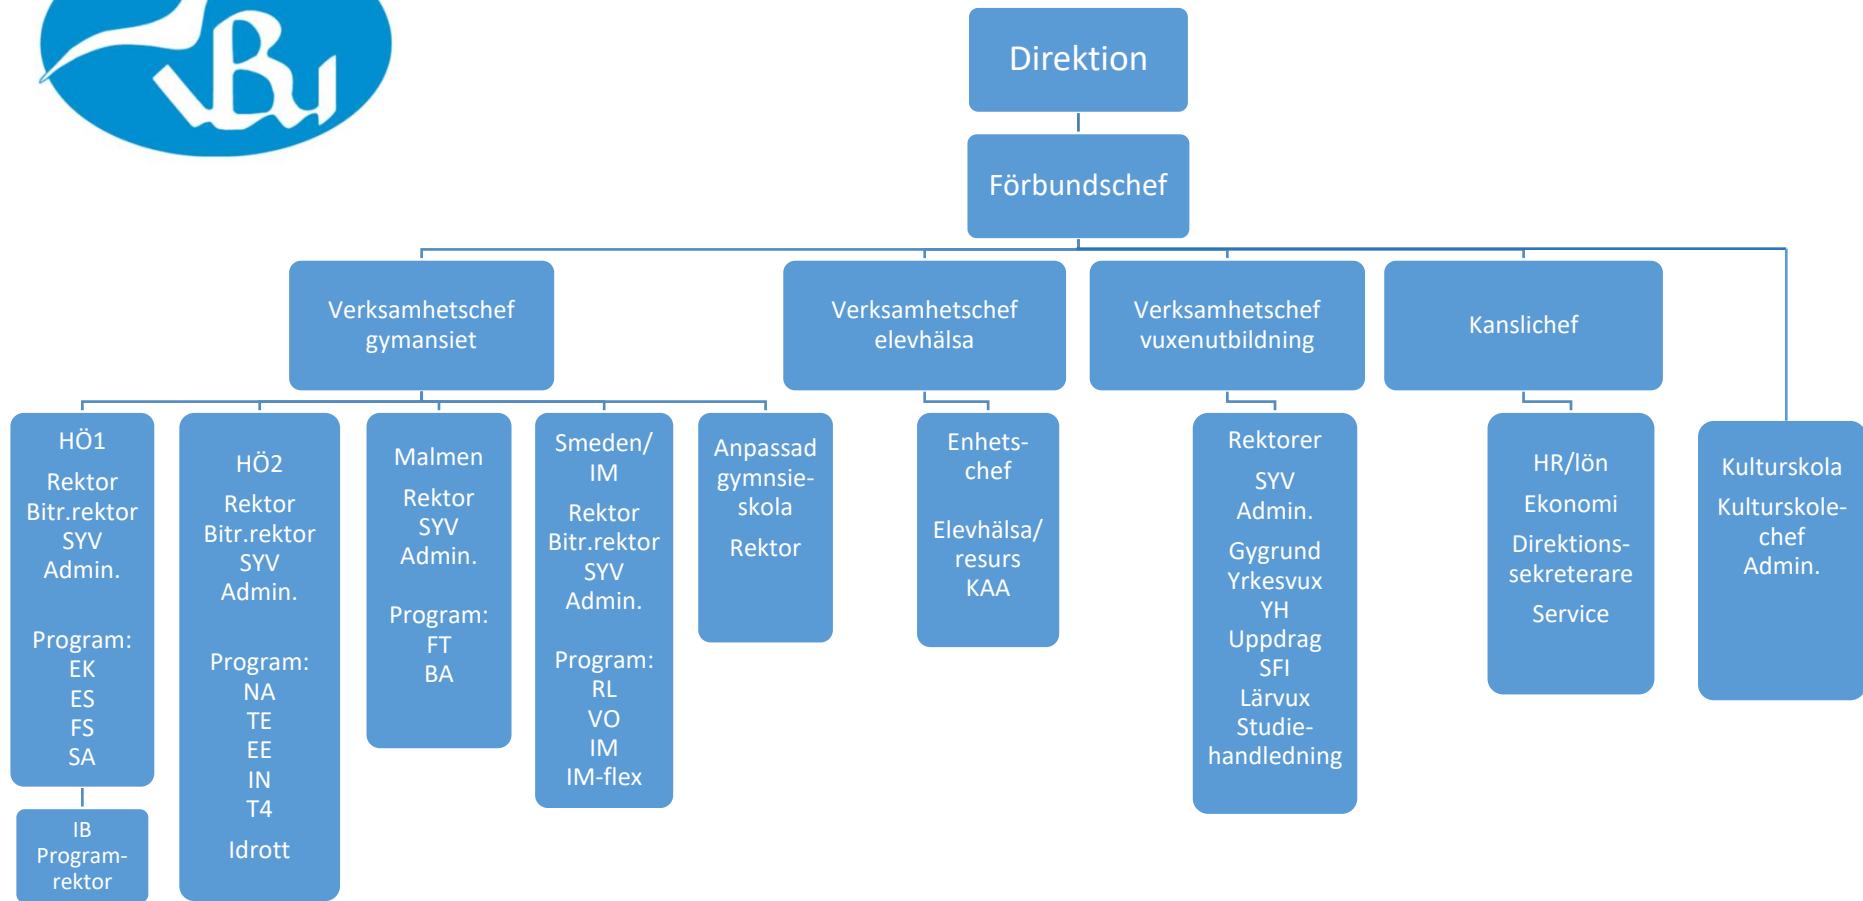 VBU
Direktion
Förbundschef
Verksamhetschef
gymansiet
Verksamhetschef
elevhälsa
Verksamhetschef
vuxenutbildning
Kanslichef
HÖ1
Rektor
Bitr.rektor
SYV
Admin.
Program:
EK
ES
FS
SA
IB
Program-
rektor
HÖ2
Rektor
Bitr.rektor
SYV
Admin.
Program:
NA
TE
EE
IN
T4
Idrott
Malmen
Rektor
SYV
Admin.
Program:
FT
BA
Smeden/
IM
Rektor
Bitr.rektor
SYV
Admin.
Program:
RL
VO
IM
IM-flex
Anpassad
gymnsie-
skola
Rektor
Enhets-
chef
Elevhälsa/
resurs
KAA
Rektorer
SYV
Admin.
Gygrund
Yrkesvux
YH
Uppdrag
SFI
Lärvux
Studie-
handledning
HR/lön
Ekonomi
Direktions-
sekreterare
Service
Kulturskola
Kulturskole-
chef
Admin.